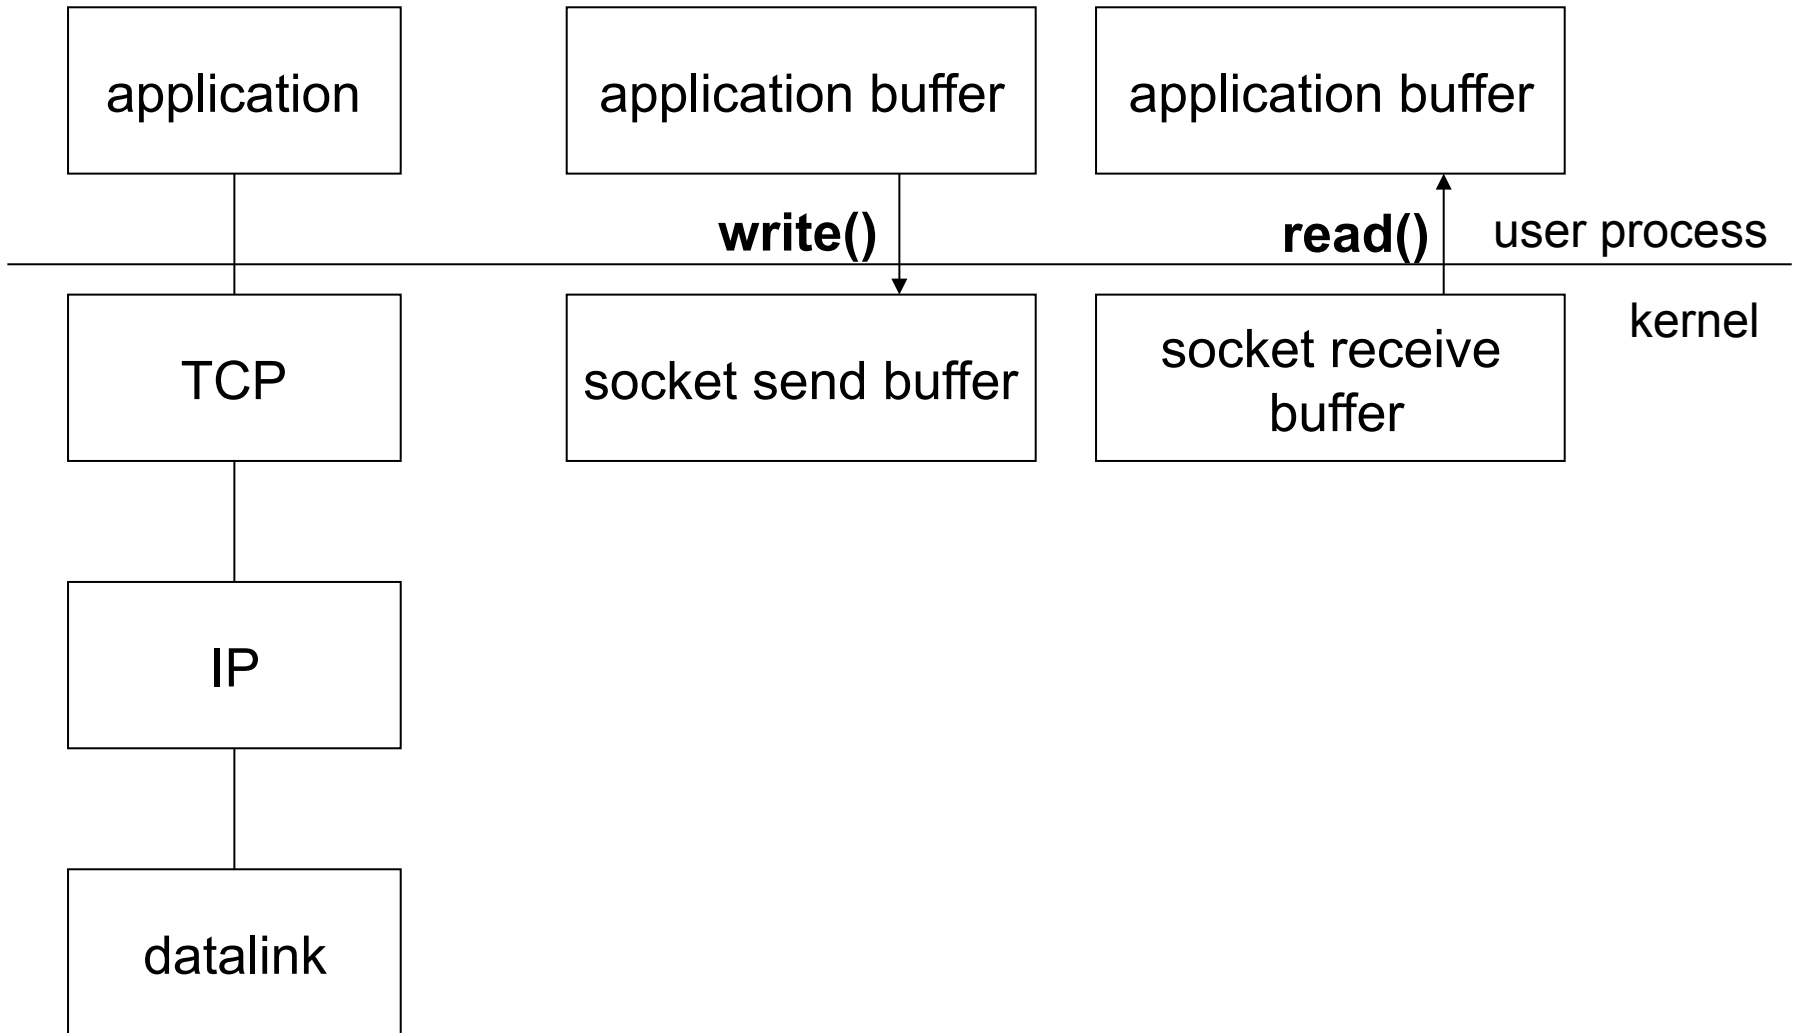 application
application buffer
application buffer
write()
read()
user process
kernel
TCP
socket send buffer
socket receive
buffer
IP
datalink